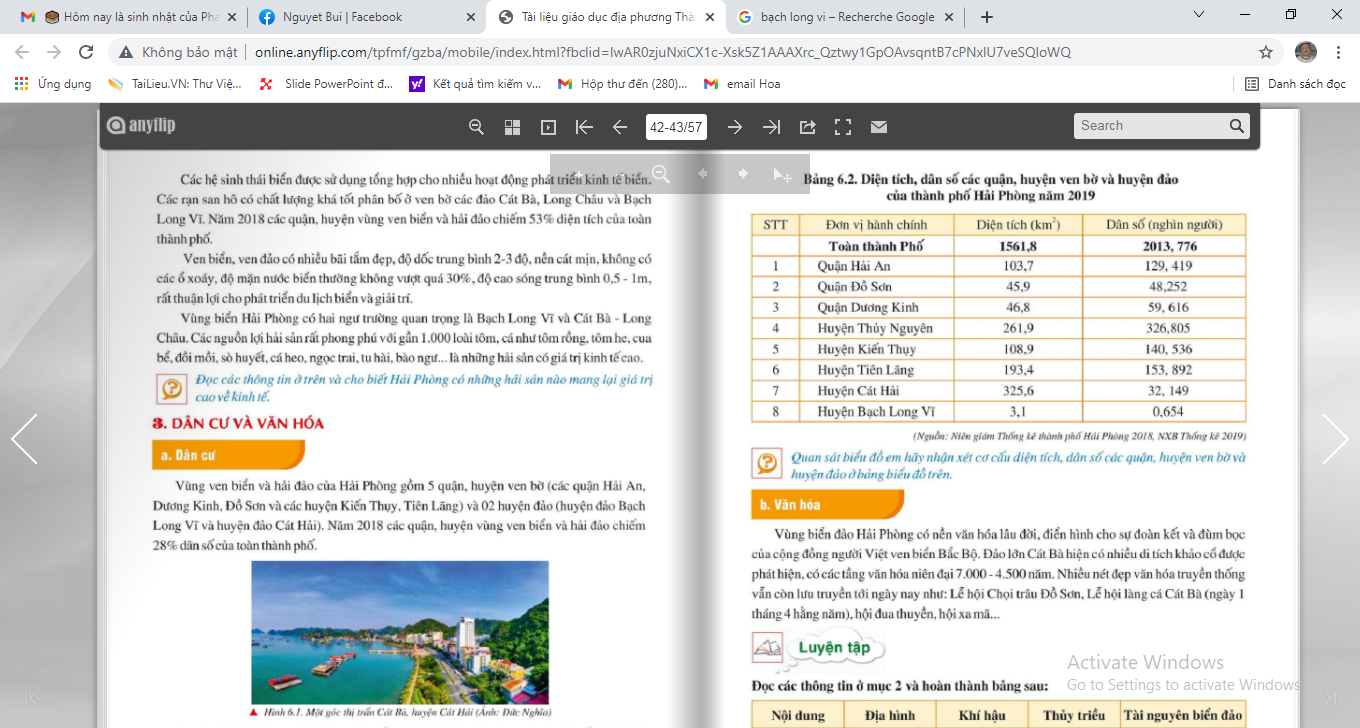 Hôm nay là sinh nhật của Pha
Nguyet Bui | Facebook
Tài liệu giáo dục địa phương Thà
bạch long vi – Recherche Google
Không bảo mật
online.anyflip.com/tpfmf/gzba/mobile/index.html?fbclid=IwAR0zjuNxiCX1c-Xsk5Z1AAAXrc_Qztwy1GpOAvsqntB7cPNxIU7veSQIoWQ
Ứng dụng
TaiLieu.VN: Thư Việ...
Slide PowerPoint đ...
Kết quả tìm kiếm v...
Hộp thư đến (280)...
email Hoa
Danh sách đọc
anyflip
42-43/57
Search
Các hệ sinh thái biển được sử dụng tổng hợp cho nhiều hoạt động phát triển kinh tế biển.
Các rạn san hô có chất lượng khá tốt phân bố ở ven bờ các đảo Cát Bà, Long Châu và Bạch
Long Vĩ. Năm 2018 các quận, huyện vùng ven biển và hải đảo chiếm 53% diện tích của toàn
thành phố.
Ven biển, ven đảo có nhiều bãi tắm đẹp, độ dốc trung bình 2-3 độ, nền cát mịn, không có
các ổ xoáy, độ mặn nước biển thường không vượt quá 30%, độ cao sóng trung bình 0,5 - 1m,
rất thuận lợi cho phát triển du lịch biển và giải trí.
Vùng biển Hải Phòng có hai ngư trường quan trọng là Bạch Long Vĩ và Cát Bà - Long
Châu. Các nguồn lợi hải sản rất phong phú với gần 1.000 loài tôm, cá như tôm rồng, tôm he, cua
bể, đồi mồi, sò huyết, cá heo, ngọc trai, tu hài, bào ngư... là những hải sản có giá trị kinh tế cao.
Đọc các thông tin ở trên và cho biết Hải Phòng có những hải sản nào mang lại giá trị
cao về kinh tế.
3. DÂN CƯ VÀ VĂN HÓA
a. Dân cư
Vùng ven biển và hải đảo của Hải Phòng gồm 5 quận, huyện ven bờ (các quận Hải An,
Dương Kinh, Đồ Sơn và các huyện Kiến Thụy, Tiên Lãng) và 02 huyện đảo (huyện đảo Bạch
Long Vĩ và huyện đảo Cát Hải). Năm 2018 các quận, huyện vùng ven biển và hải đảo chiếm
28% dân số của toàn thành phố.
Hình 6.1. Một góc thị trấn Cát Bà, huyện Cát Hải (Ảnh: Đức Nghĩa)
Bảng 6.2. Diện tích, dân số các quận, huyện ven bờ và huyện đảo
của thành phố Hải Phòng năm 2019
STT Đơn vị hành chính Diện tích (km²) Dân số (nghìn người)
Toàn thành Phố 1561,8 2013, 776
1 Quận Hải An 103,7 129, 419
2 Quận Đồ Sơn 45,9 48,252
3 Quận Dương Kinh 46,8 59, 616
4 Huyện Thủy Nguyên 261,9 326,805
5 Huyện Kiến Thụy 108,9 140, 536
6 Huyện Tiên Lãng 193,4 153, 892
7 Huyện Cát Hải 325,6 32, 149
8 Huyện Bạch Long Vĩ 3,1 0,654
(Nguồn: Niên giám Thống kê thành phố Hải Phòng 2018, NXB Thống kê 2019)
Quan sát biểu đồ em hãy nhận xét cơ cấu diện tích, dân số các quận, huyện ven bờ và
huyện đảo ở bảng biểu đồ trên.
b. Văn hóa
Vùng biển đảo Hải Phòng có nền văn hóa lâu đời, điển hình cho sự đoàn kết và đùm bọc
của cộng đồng người Việt ven biển Bắc Bộ. Đảo lớn Cát Bà hiện có nhiều di tích khảo cổ được
phát hiện, có các tầng văn hóa niên đại 7.000 - 4.500 năm. Nhiều nét đẹp văn hóa truyền thống
vẫn còn lưu truyền tới ngày nay như: Lễ hội Chọi trâu Đồ Sơn, Lễ hội làng cá Cát Bà (ngày 1
tháng 4 hằng năm), hội đua thuyền, hội xa mã...
Luyện tập
Đọc các thông tin ở mục 2 và hoàn thành bảng sau:
Nội dung Địa hình Khí hậu Thủy triều Tài nguyên biển đảo
Activate Windows
Go to Settings to activate Windows